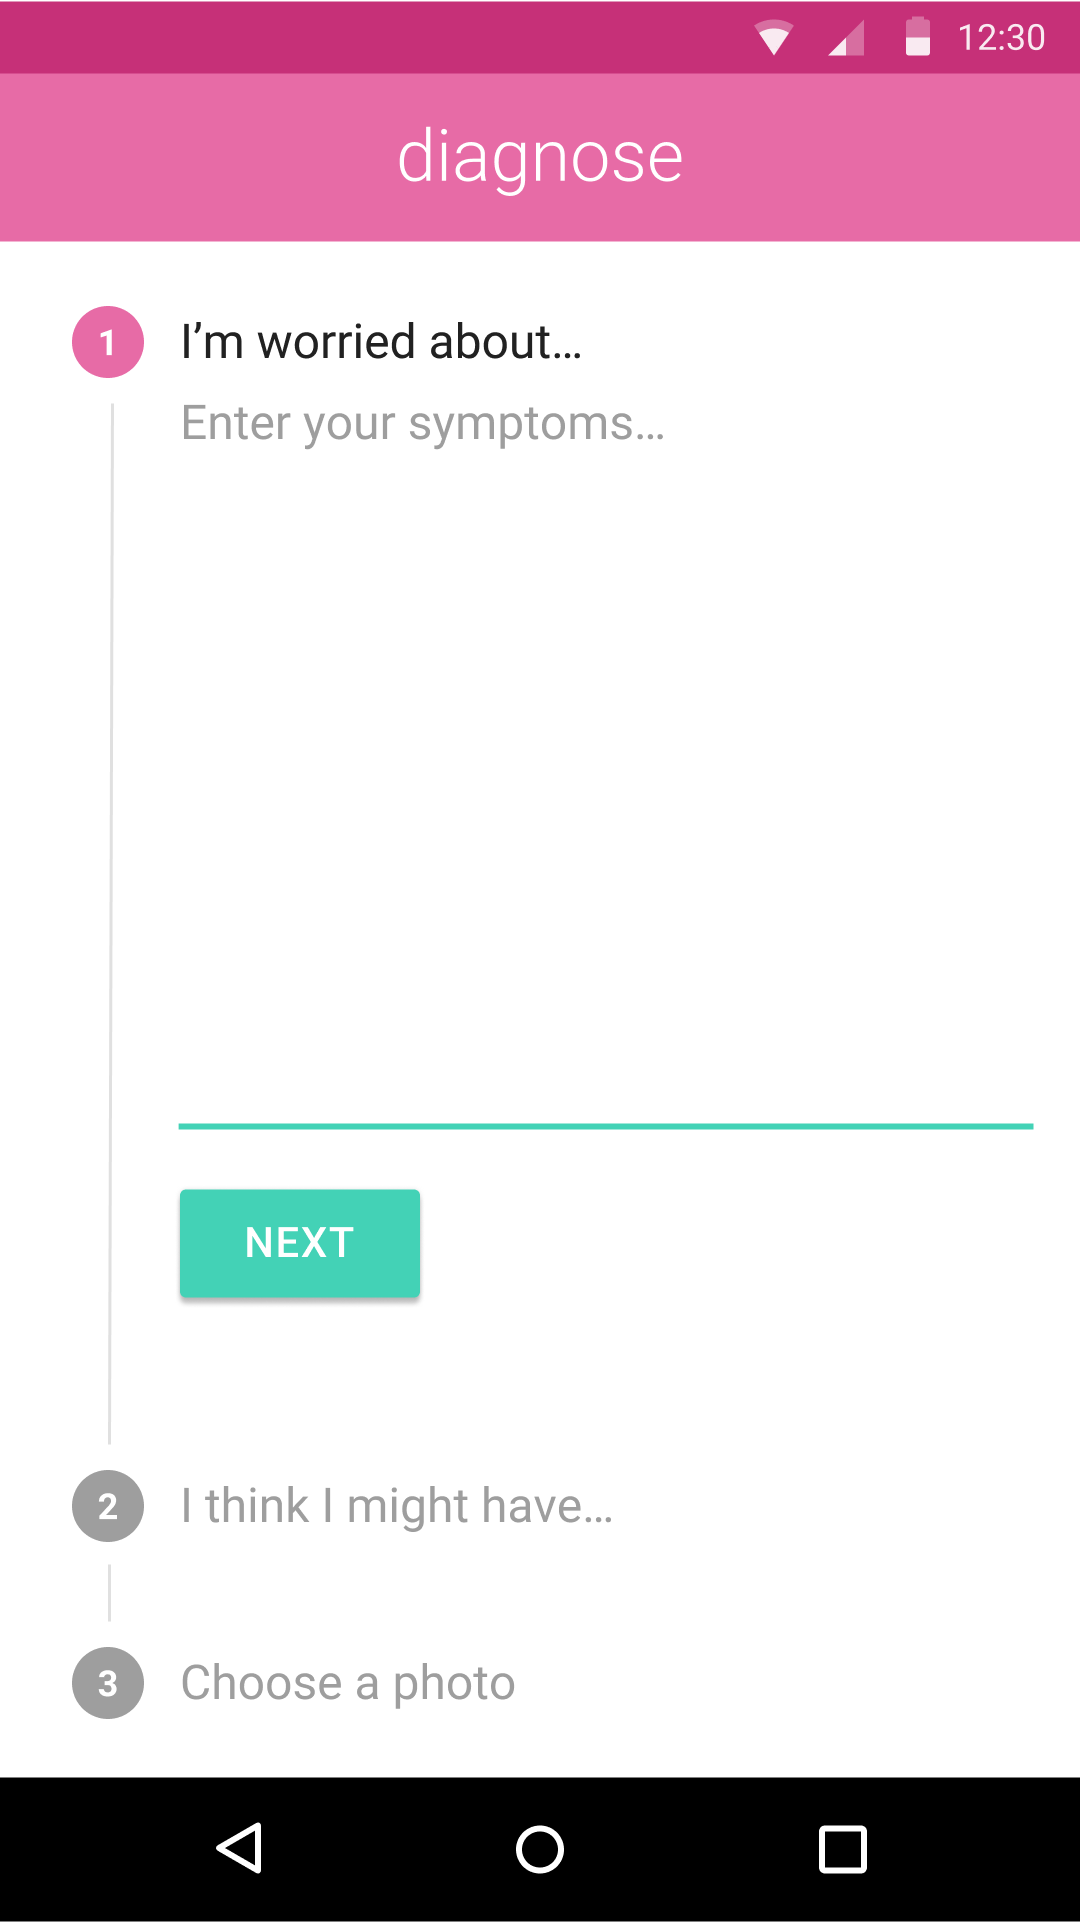 12:30
diagnose
1 I’m worried about…
Enter your symptoms…
NEXT
2 I think I might have…
3 Choose a photo